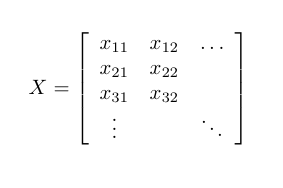 x₁₁ x₁₂ …
x₂₁ x₂₂
X = x₃₁ x₃₂
⋮ ⋱